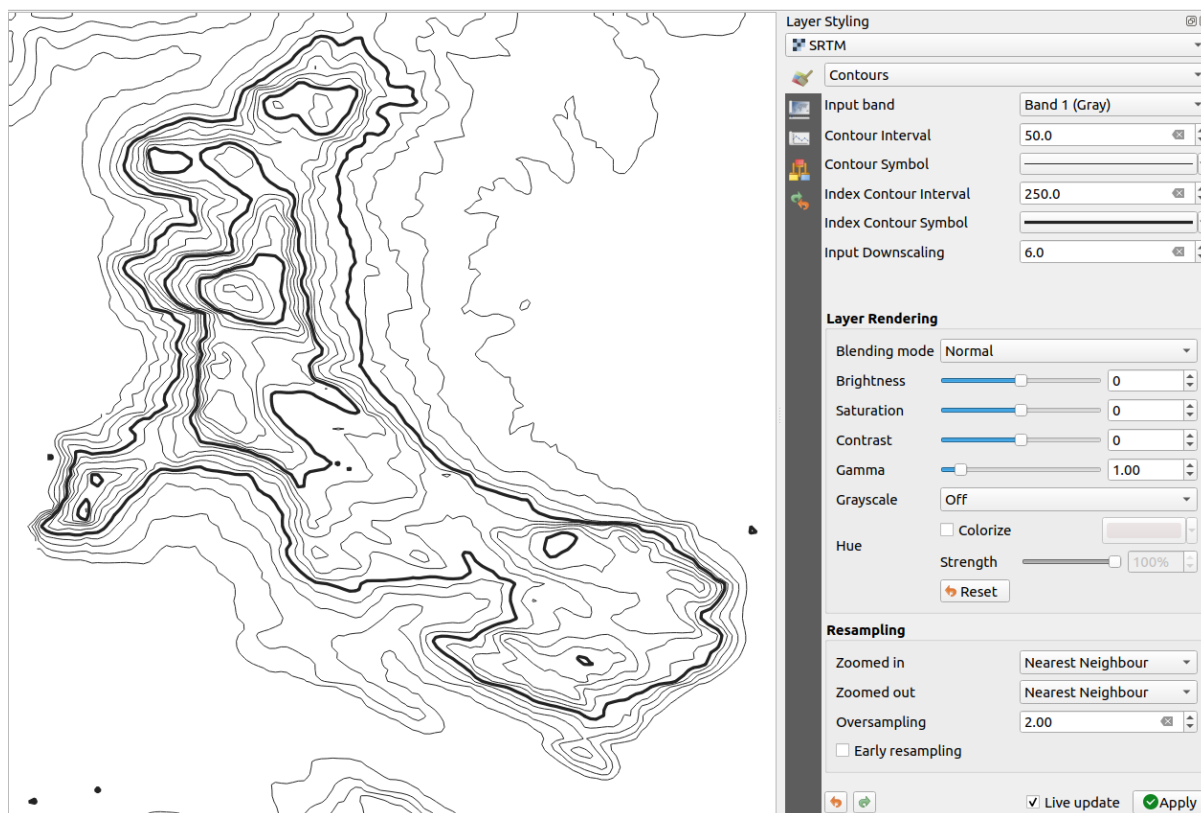 Layer Styling
SRTM
Contours
Input band Band 1 (Gray)
Contour Interval 50.0
Contour Symbol
Index Contour Interval 250.0
Index Contour Symbol
Input Downscaling 6.0
Layer Rendering
Blending mode Normal
Brightness 0
Saturation 0
Contrast 0
Gamma 1.00
Grayscale Off
Colorize
Hue
Strength 100%
Reset
Resampling
Zoomed in Nearest Neighbour
Zoomed out Nearest Neighbour
Oversampling 2.00
Early resampling
Live update Apply